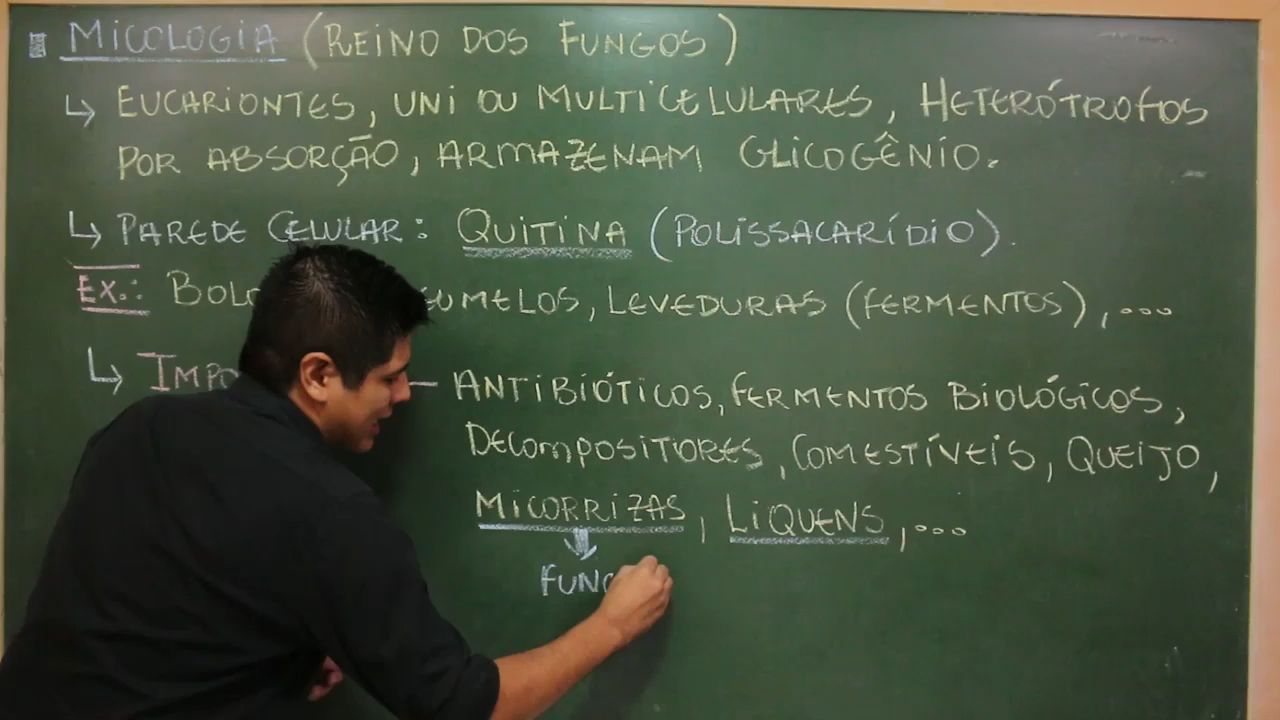 MICOLOGIA (REINO DOS FUNGOS)
↳ EUCARIONTES, UNI OU MULTICELULARES, HETERÓTROFOS
POR ABSORÇÃO, ARMAZENAM GLICOGÊNIO.
↳ PAREDE CELULAR: QUITINA (POLISSACARÍDIO).
EX.: LEVEDURAS (FERMENTOS), ...
↳ ANTIBIÓTICOS, FERMENTOS BIOLÓGICOS,
DECOMPOSITORES, COMESTÍVEIS, QUEIJO,
MICORRIZAS, LIQUENS, ...